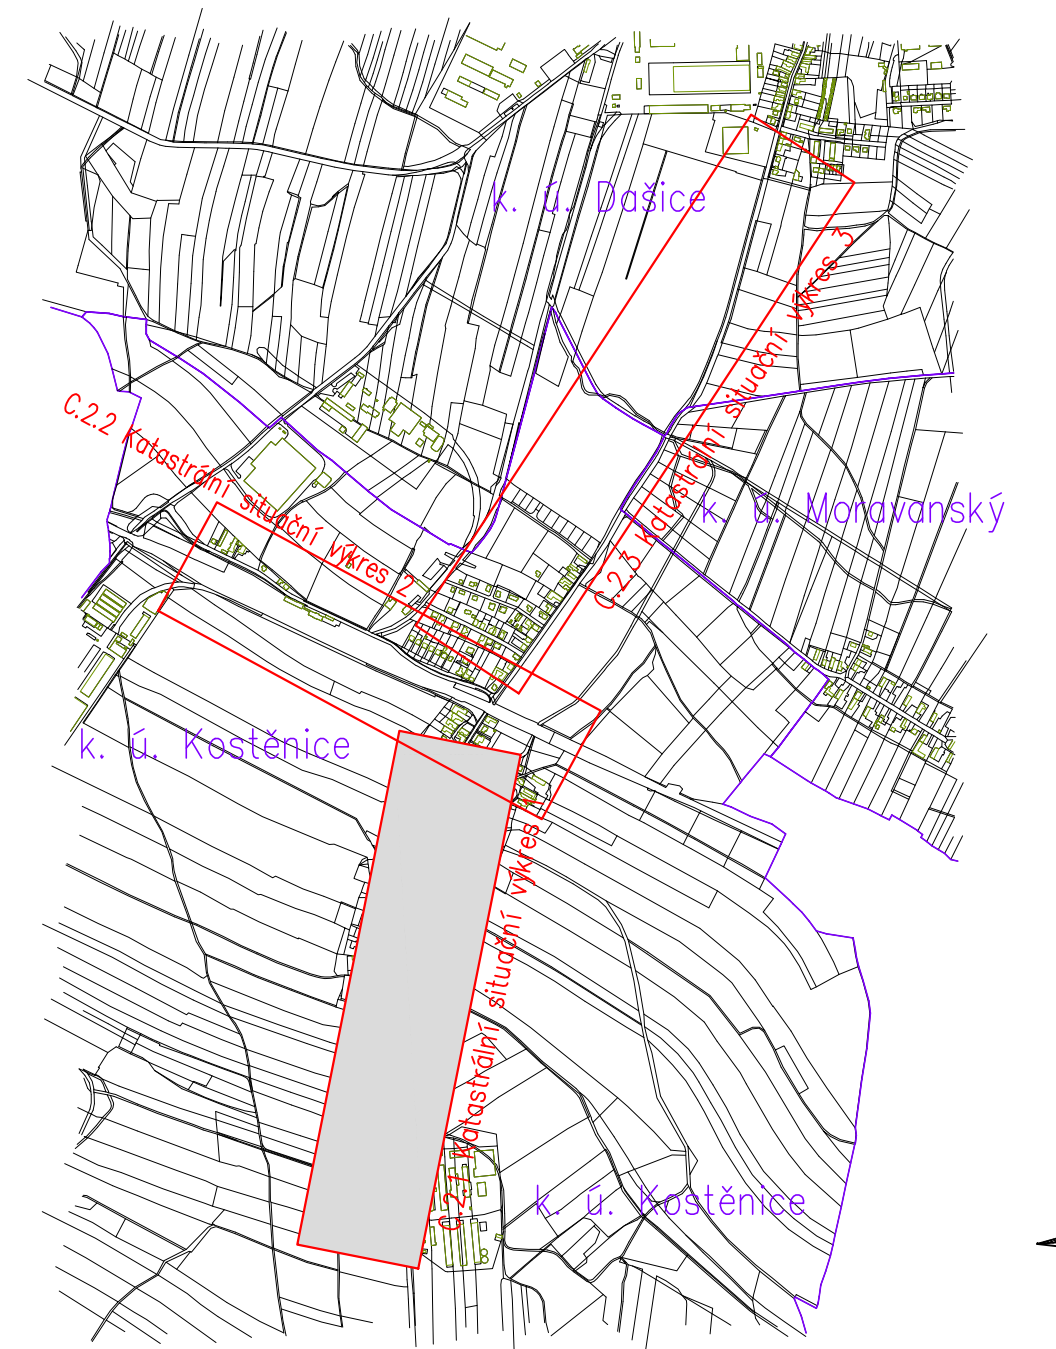 k. ú. Dašice
C.2.3 Katastrální situační výkres 3
C.2.2 Katastrální situační výkres 2
k. ú. Moravanský
k. ú. Kostěnice
C.2.1 Katastrální situační výkres 1
k. ú. Kostěnice